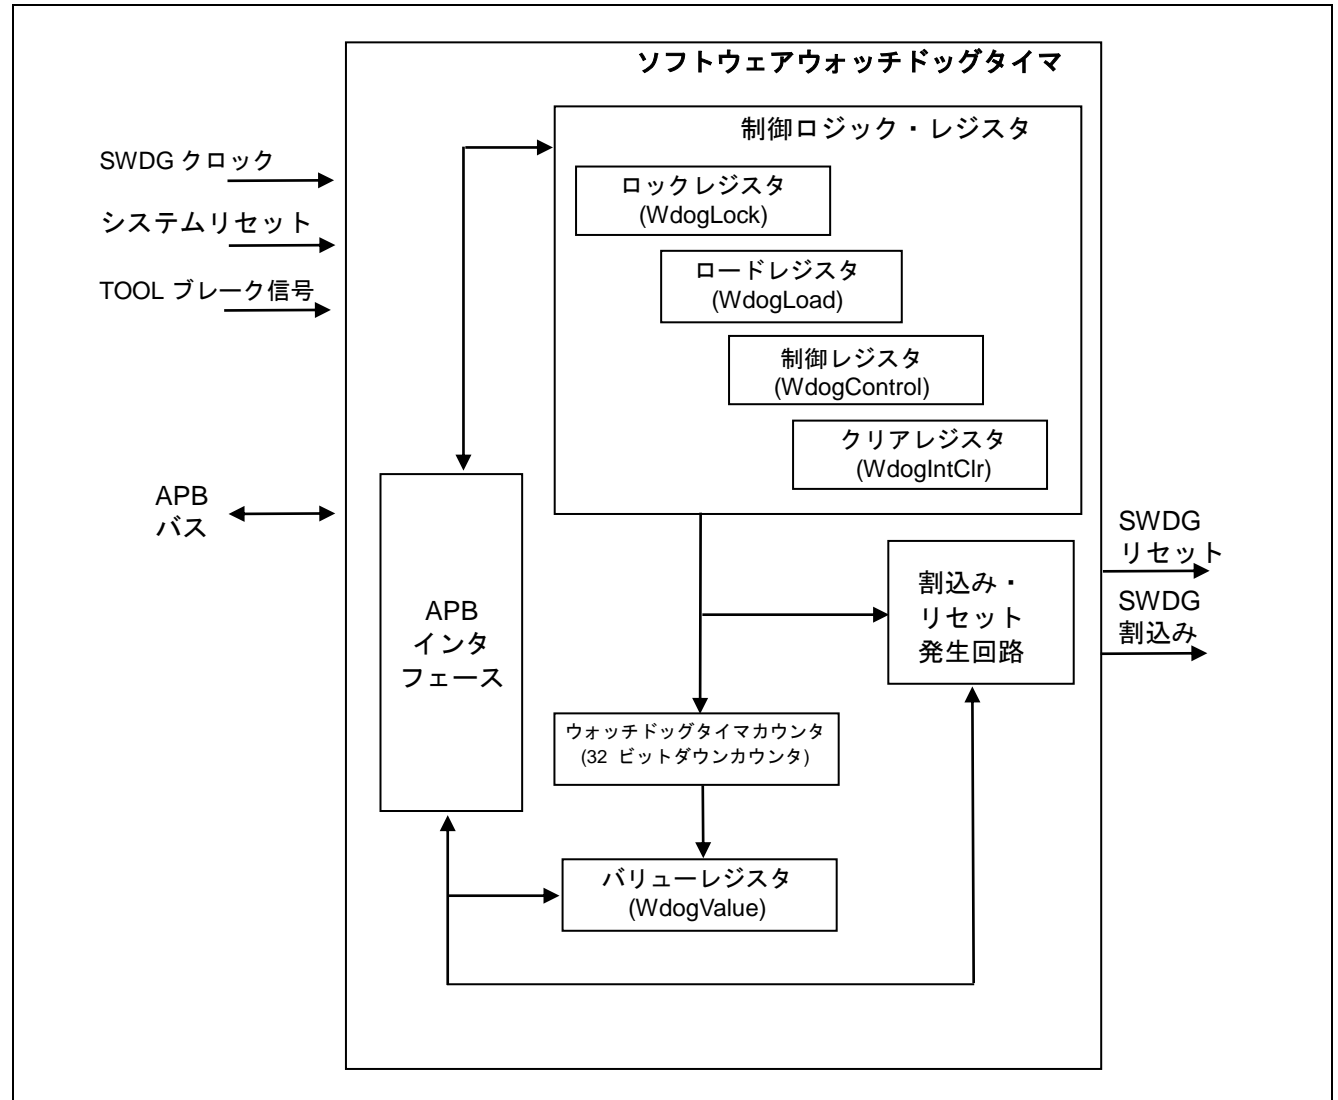 ソフトウェアウォッチドッグタイマ
制御ロジック・レジスタ
SWDG クロック
システムリセット
TOOL ブレーク信号
ロックレジスタ
(WdogLock)
ロードレジスタ
(WdogLoad)
制御レジスタ
(WdogControl)
クリアレジスタ
(WdogIntClr)
APB
バス
APB
インタ
フェース
割込み・
リセット
発生回路
SWDG
リセット
SWDG
割込み
ウォッチドッグタイマカウンタ
(32 ビットダウンカウンタ)
バリューレジスタ
(WdogValue)